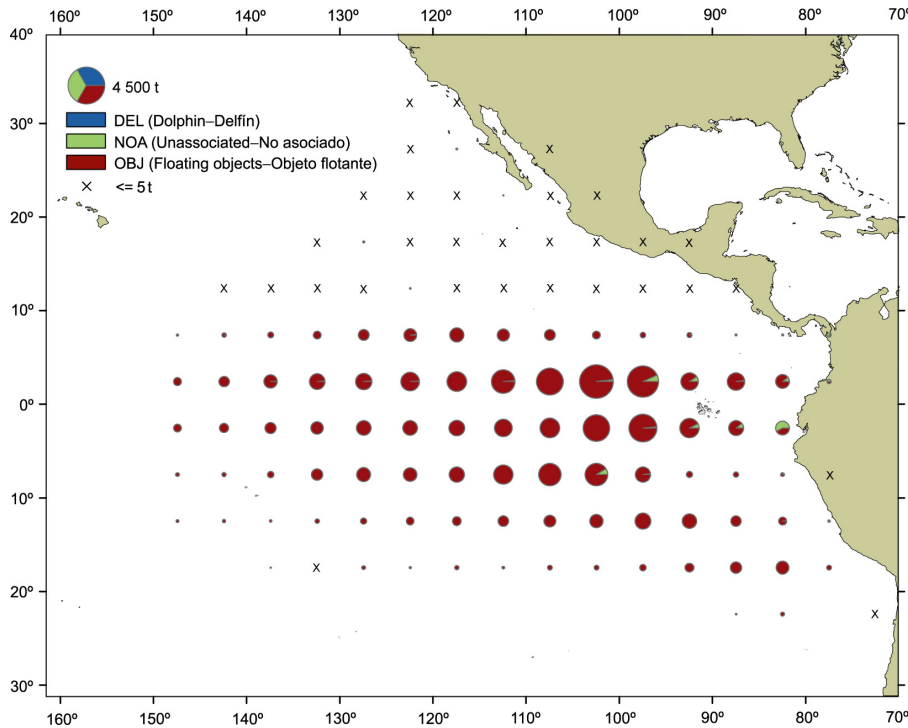 160º 150º 140º 130º 120º 110º 100º 90º 80º 70º
40º
4 500 t
DEL (Dolphin–Delfín)
30º
NOA (Unassociated–No asociado)
OBJ (Floating objects–Objeto flotante)
x <= 5 t
20º
10º
0º
10º
20º
30º
160º 150º 140º 130º 120º 110º 100º 90º 80º 70º